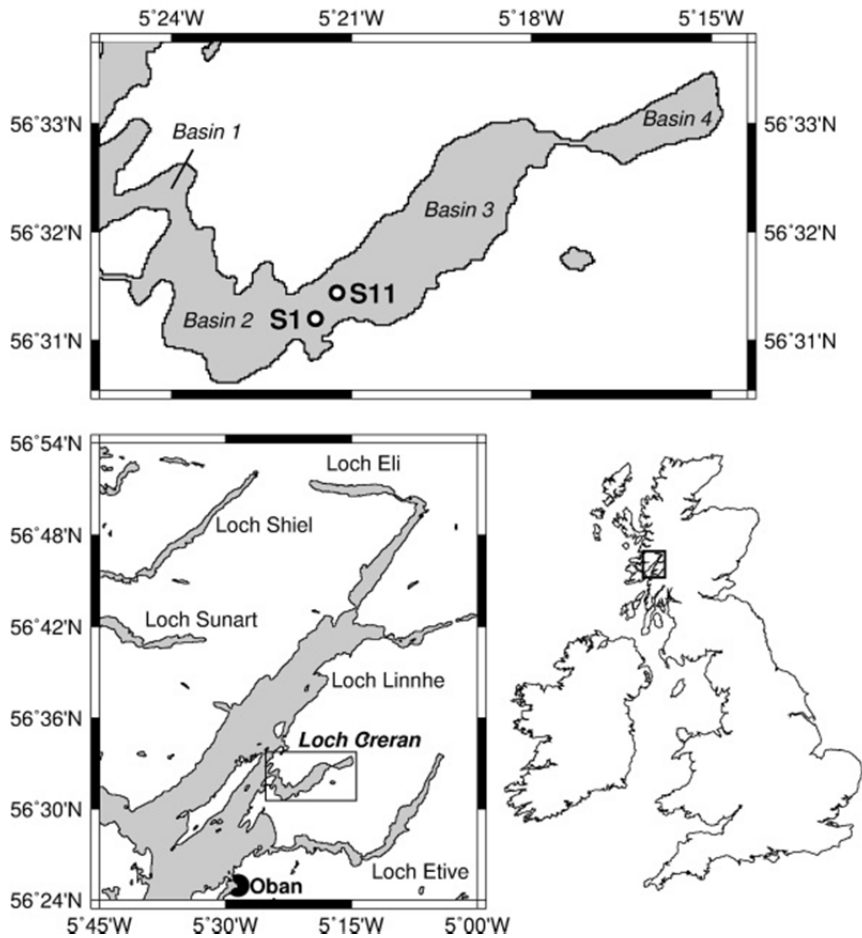 5˚24'W 5˚21'W 5˚18'W 5˚15'W
56˚33'N 56˚33'N
Basin 1
Basin 4
56˚32'N 56˚32'N
Basin 3
S11
Basin 2 S1
56˚31'N 56˚31'N
56˚54'N
Loch Eli
Loch Shiel
56˚48'N
Loch Sunart
56˚42'N
Loch Linnhe
56˚36'N
Loch Creran
56˚30'N
Loch Etive
Oban
56˚24'N
5˚45'W 5˚30'W 5˚15'W 5˚00'W